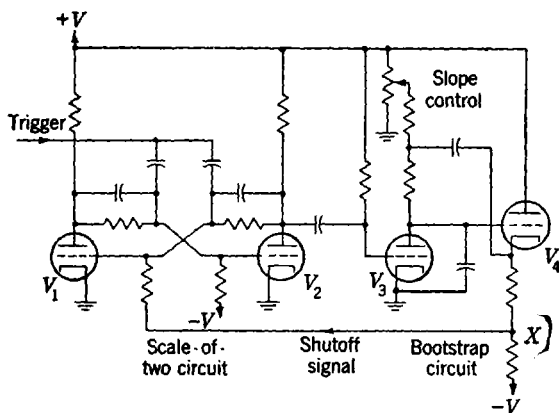 +V
Trigger
Slope
control
V1
V2
V3
V4
-V
X)
Scale-of-
two circuit
Shutoff
signal
Bootstrap
circuit
-V